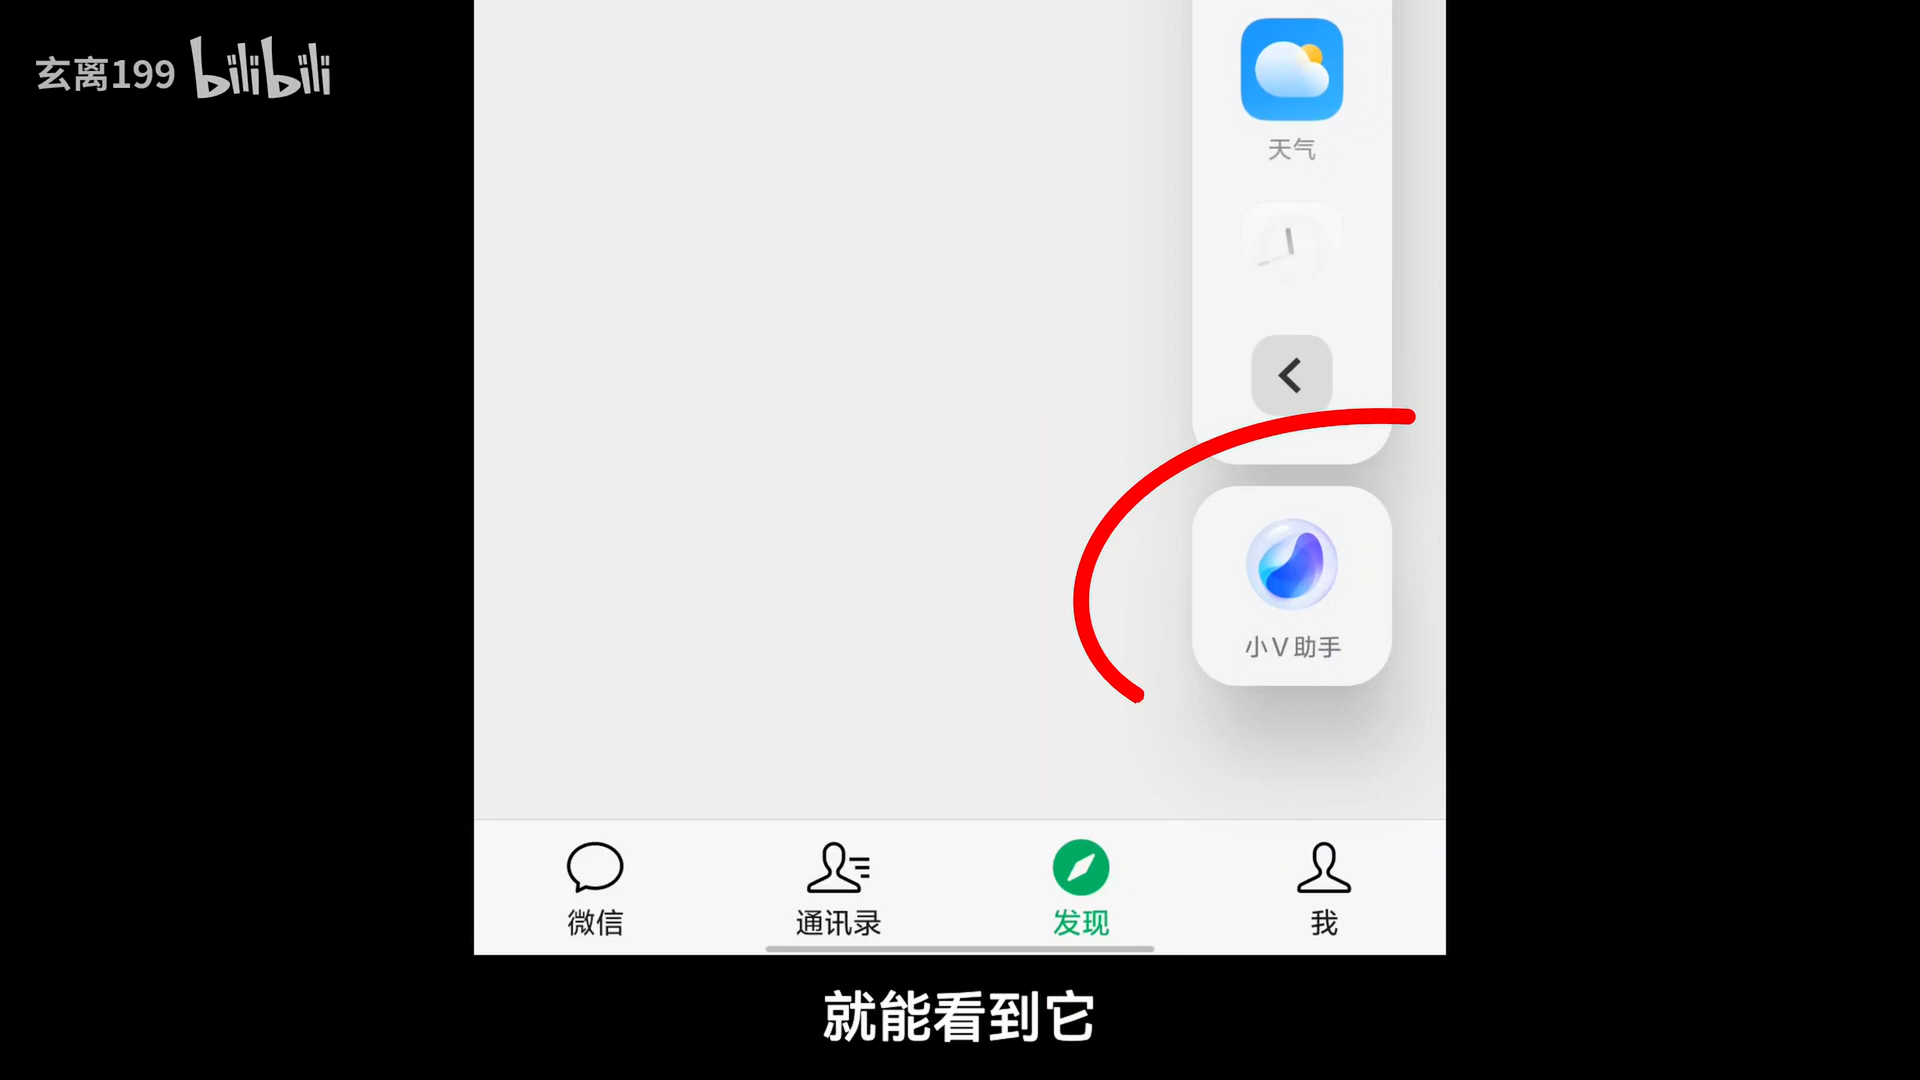 玄离199 bilibili
天气
小V助手
微信
通讯录
发现
我
就能看到它